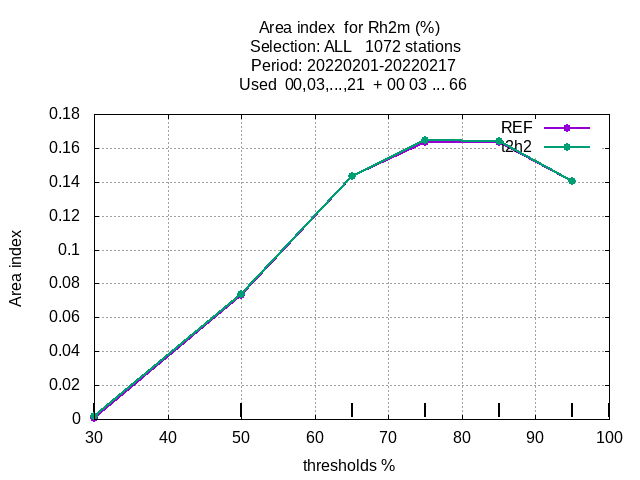 Area index  for Rh2m (%)
Selection: ALL   1072 stations
Period: 20220201-20220217
Used  00,03,...,21  + 00 03 ... 66
0.18
0.16
0.14
0.12
0.1
0.08
0.06
0.04
0.02
0
Area index
REF
t2h2
30 40 50 60 70 80 90 100
thresholds %